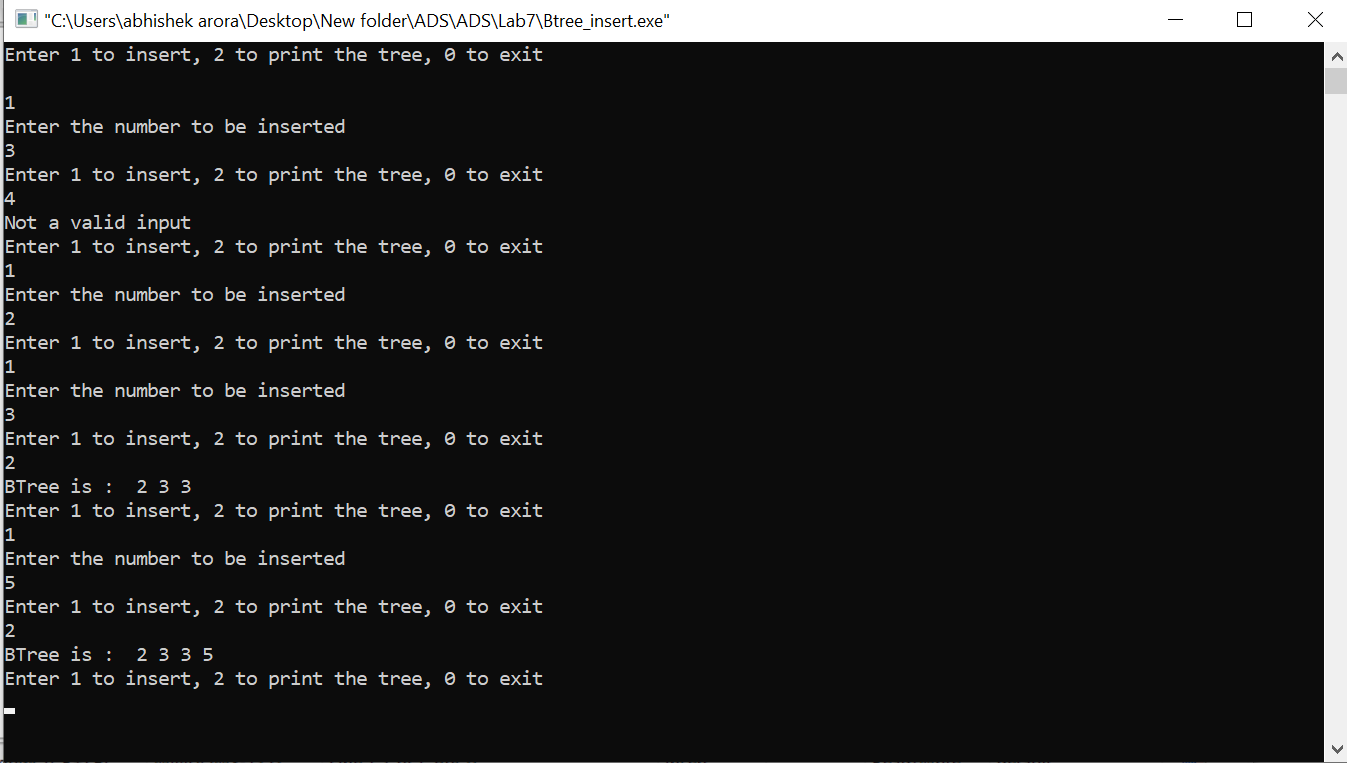 "C:\Users\abhishek arora\Desktop\New folder\ADS\ADS\Lab7\Btree_insert.exe"
Enter 1 to insert, 2 to print the tree, 0 to exit
1
Enter the number to be inserted
3
Enter 1 to insert, 2 to print the tree, 0 to exit
4
Not a valid input
Enter 1 to insert, 2 to print the tree, 0 to exit
1
Enter the number to be inserted
2
Enter 1 to insert, 2 to print the tree, 0 to exit
1
Enter the number to be inserted
3
Enter 1 to insert, 2 to print the tree, 0 to exit
2
BTree is :  2 3 3
Enter 1 to insert, 2 to print the tree, 0 to exit
1
Enter the number to be inserted
5
Enter 1 to insert, 2 to print the tree, 0 to exit
2
BTree is :  2 3 3 5
Enter 1 to insert, 2 to print the tree, 0 to exit